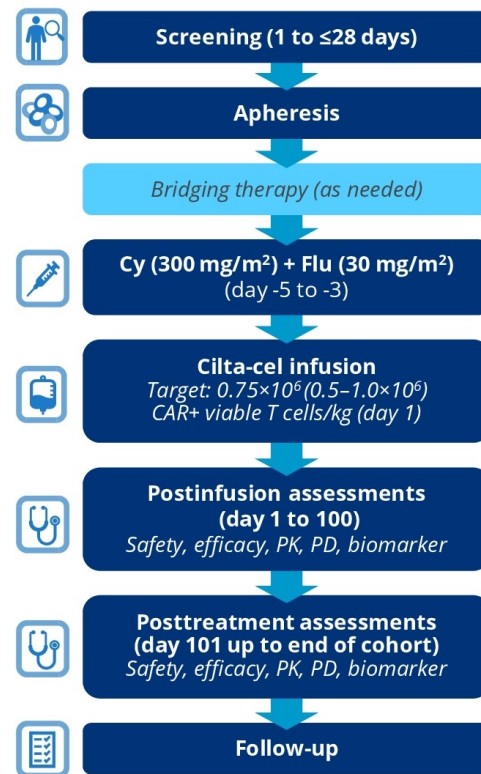 Screening (1 to ≤28 days)
Apheresis
Bridging therapy (as needed)
Cy (300 mg/m²) + Flu (30 mg/m²)
(day -5 to -3)
Cilta-cel infusion
Target: 0.75×10⁶ (0.5–1.0×10⁶)
CAR+ viable T cells/kg (day 1)
Postinfusion assessments
(day 1 to 100)
Safety, efficacy, PK, PD, biomarker
Posttreatment assessments
(day 101 up to end of cohort)
Safety, efficacy, PK, PD, biomarker
Follow-up